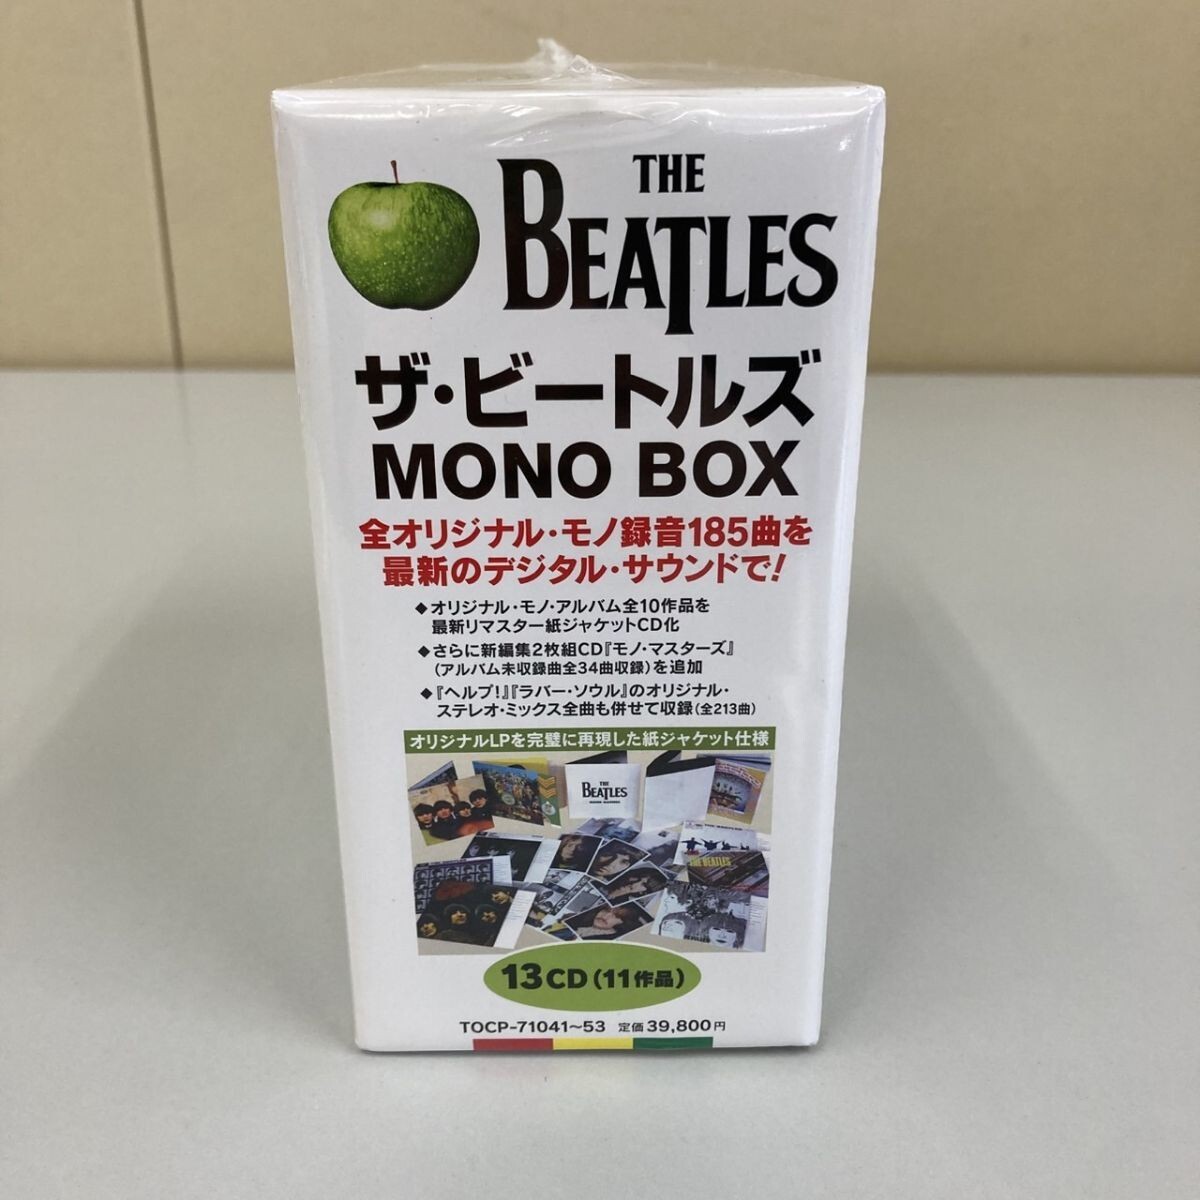 THE
BEATLES
ザ・ビートルズ
MONO BOX
全オリジナル・モノ録音185曲を
最新のデジタル・サウンドで!
◆オリジナル・モノ・アルバム全10作品を
最新リマスター紙ジャケットCD化
◆さらに新編集2枚組CD『モノ・マスターズ』
(アルバム未収録曲全34曲収録)を追加
◆『ヘルプ!』『ラバー・ソウル』のオリジナル・
ステレオ・ミックス全曲も併せて収録(全213曲)
オリジナルLPを完璧に再現した紙ジャケット仕様
THE
BEATLES
MONO MASTERS
THE BEATLES
13CD(11作品)
TOCP-71041~53 定価39,800円